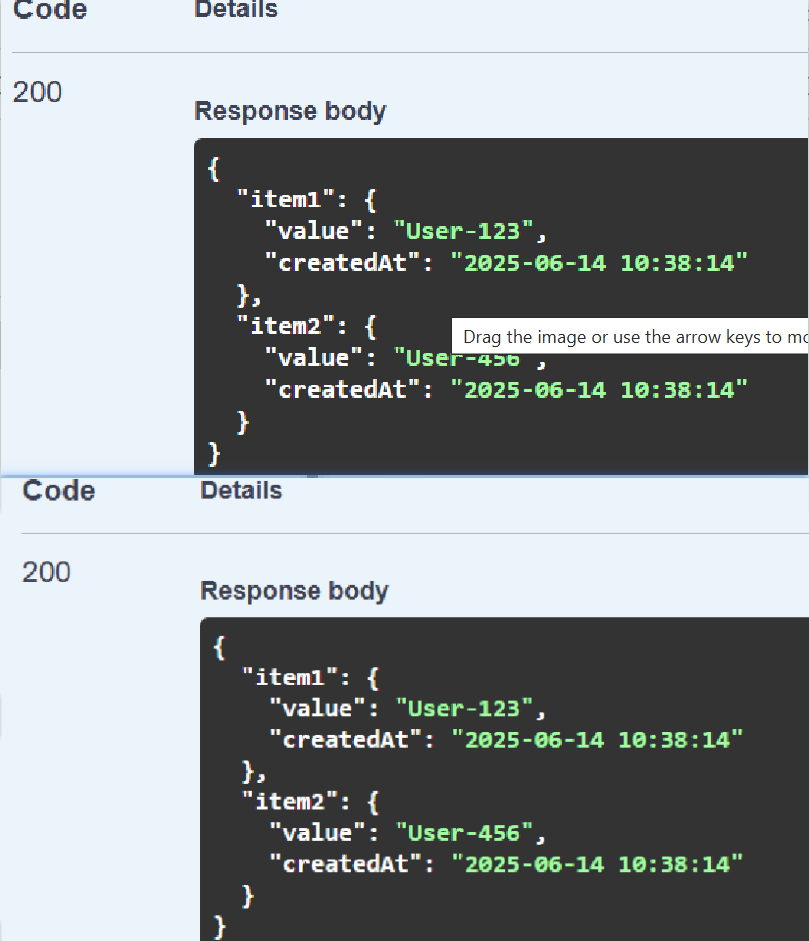 Code Details
200
Response body
{
"item1": {
"value": "User-123",
"createdAt": "2025-06-14 10:38:14"
},
"item2": {
Drag the image or use the arrow keys to
"value": "User-456",
"createdAt": "2025-06-14 10:38:14"
}
}
Code Details
200
Response body
{
"item1": {
"value": "User-123",
"createdAt": "2025-06-14 10:38:14"
},
"item2": {
"value": "User-456",
"createdAt": "2025-06-14 10:38:14"
}
}